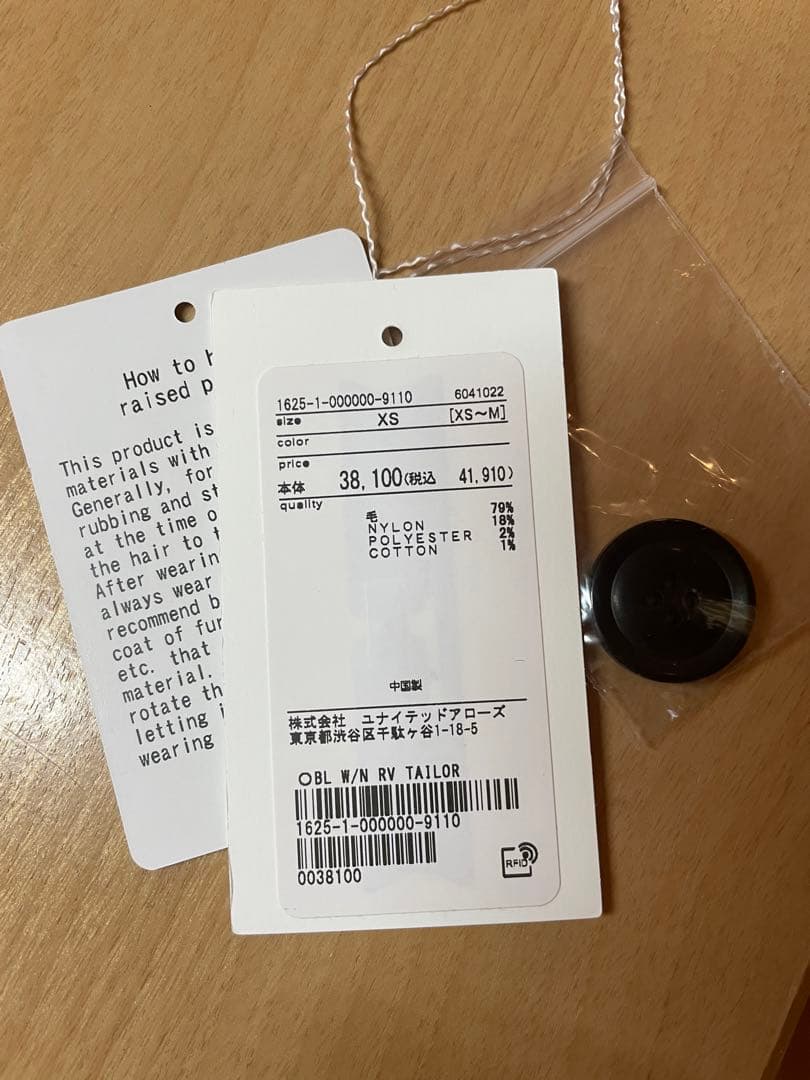 How to
raised p
This product is
materials with
Generally, for
rubbing and st
at the time o
the hair to t
After wearin
always wear
recommend b
coat of fur
etc. that
material.
rotate th
letting i
wearing
1625-1-000000-9110 6041022
size XS [XS～M]
color
price
本体 38,100(税込 41,910)
quality
毛 79%
NYLON 18%
POLYESTER 2%
COTTON 1%
中国製
株式会社 ユナイテッドアローズ
東京都渋谷区千駄ヶ谷1-18-5
○BL W/N RV TAILOR
1625-1-000000-9110
0038100
RFID